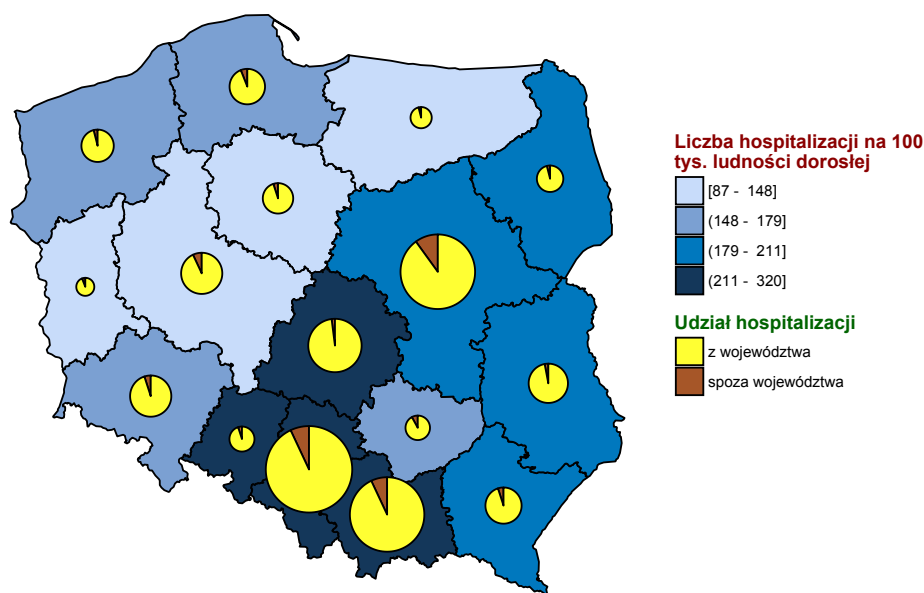 Liczba hospitalizacji na 100
tys. ludności dorosłej
[87 - 148]
(148 - 179]
(179 - 211]
(211 - 320]
Udział hospitalizacji
z województwa
spoza województwa